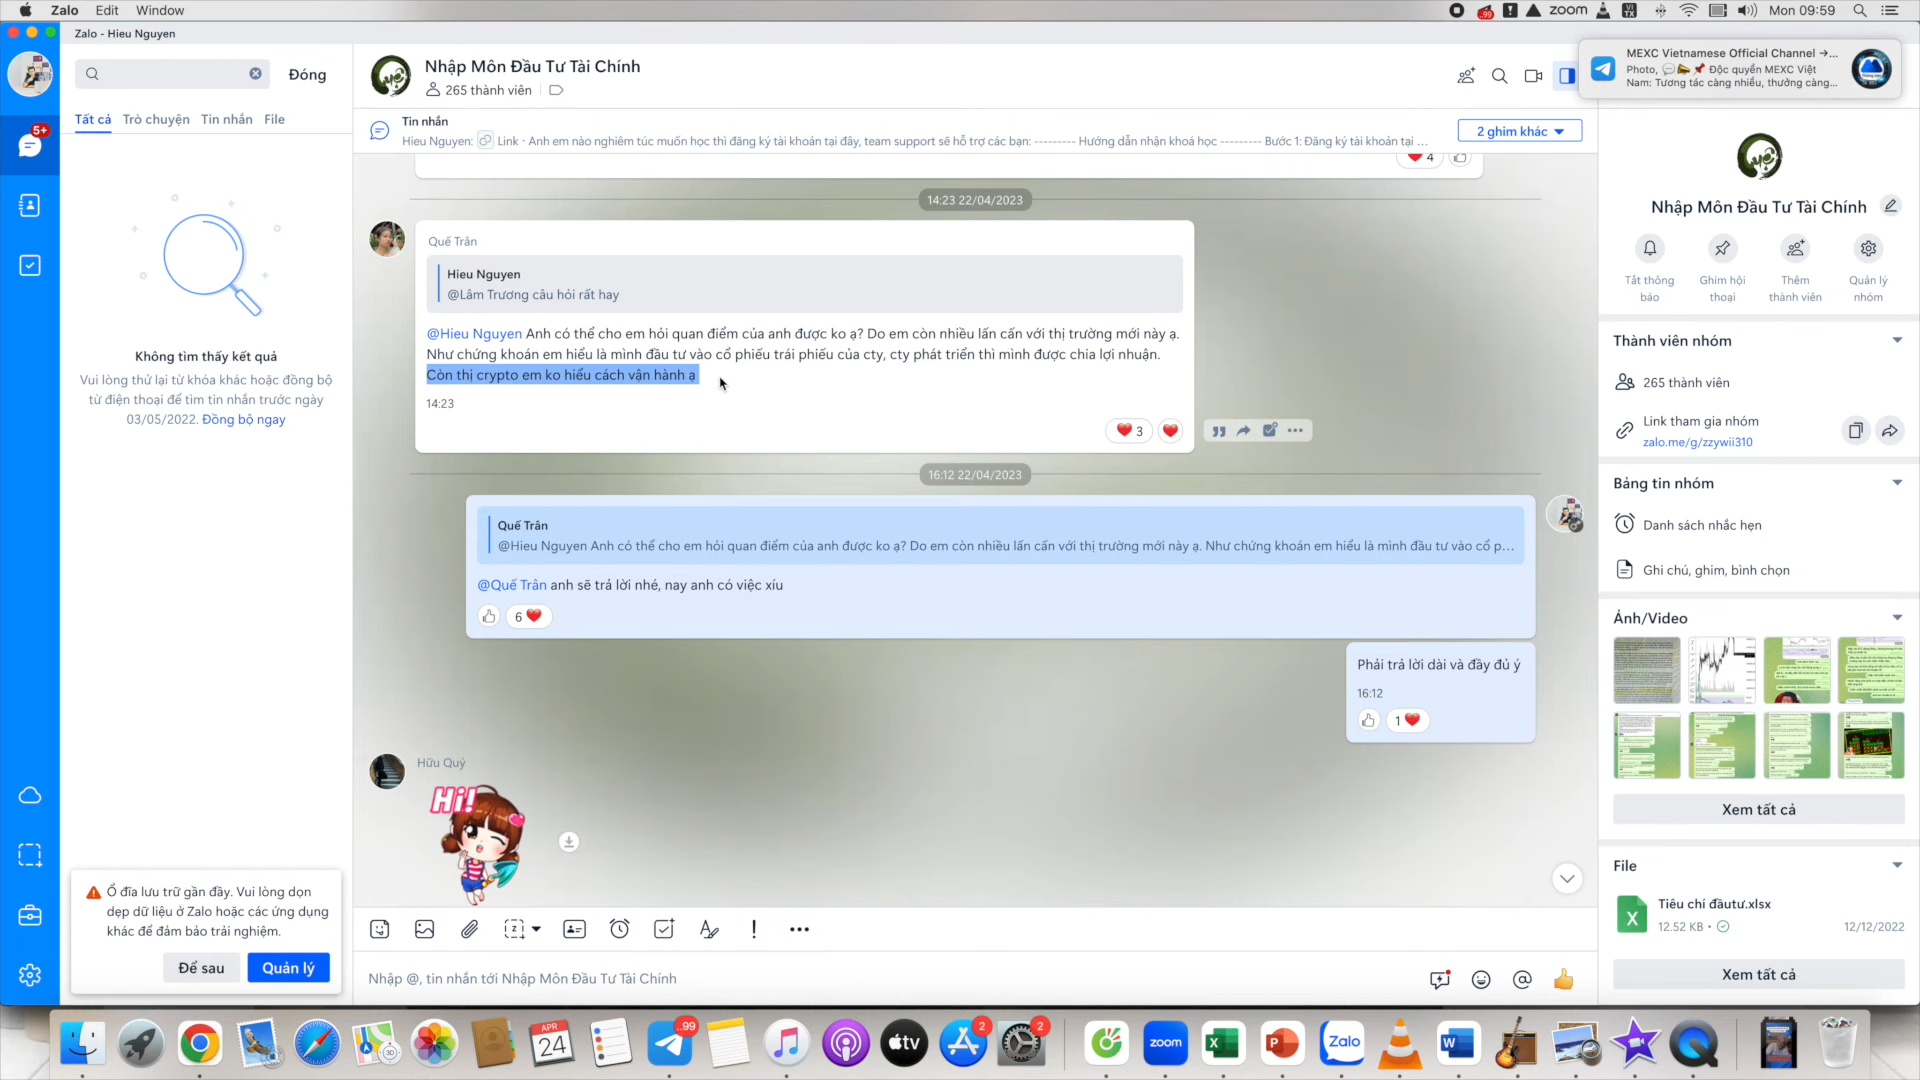 Zalo Edit Window
zoom
Mon 09:59
Zalo - Hieu Nguyen
Đóng
Tất cả Trò chuyện Tin nhắn File
5+
Không tìm thấy kết quả
Vui lòng thử lại từ khóa khác hoặc đồng bộ
từ điện thoại để tìm tin nhắn trước ngày
03/05/2022. Đồng bộ ngay
Ổ đĩa lưu trữ gần đầy. Vui lòng dọn
dẹp dữ liệu ở Zalo hoặc các ứng dụng
khác để đảm bảo trải nghiệm.
Để sau Quản lý
Nhập Môn Đầu Tư Tài Chính
265 thành viên
Tin nhắn
Hieu Nguyen: Link · Anh em nào nghiêm túc muốn học thì đăng ký tài khoản tại đây, team support sẽ hỗ trợ các bạn: --------- Hướng dẫn nhận khoá học --------- Bước 1: Đăng ký tài khoản tại ...
2 ghim khác
4
14:23 22/04/2023
Quế Trân
Hieu Nguyen
@Lâm Trương câu hỏi rất hay
@Hieu Nguyen Anh có thể cho em hỏi quan điểm của anh được ko ạ? Do em còn nhiều lấn cấn với thị trường mới này ạ.
Như chứng khoán em hiểu là mình đầu tư vào cổ phiếu trái phiếu của cty, cty phát triển thì mình được chia lợi nhuận.
Còn thị crypto em ko hiểu cách vận hành ạ
14:23
3
16:12 22/04/2023
Quế Trân
@Hieu Nguyen Anh có thể cho em hỏi quan điểm của anh được ko ạ? Do em còn nhiều lấn cấn với thị trường mới này ạ. Như chứng khoán em hiểu là mình đầu tư vào cổ p...
@Quế Trân anh sẽ trả lời nhé, nay anh có việc xíu
6
Phải trả lời dài và đầy đủ ý
16:12
1
Hữu Quý
Hi!
Nhập @, tin nhắn tới Nhập Môn Đầu Tư Tài Chính
MEXC Vietnamese Official Channel →...
Photo, Độc quyền MEXC Việt
Nam: Tương tác càng nhiều, thưởng càng...
Nhập Môn Đầu Tư Tài Chính
Tắt thông báo
Ghim hội thoại
Thêm thành viên
Quản lý nhóm
Thành viên nhóm
265 thành viên
Link tham gia nhóm
zalo.me/g/zzywii310
Bảng tin nhóm
Danh sách nhắc hẹn
Ghi chú, ghim, bình chọn
Ảnh/Video
Xem tất cả
File
Tiêu chí đầutư.xlsx
12.52 KB • 12/12/2022
Xem tất cả
APR
24
tv
2
2
zoom
X
P
Zalo
W